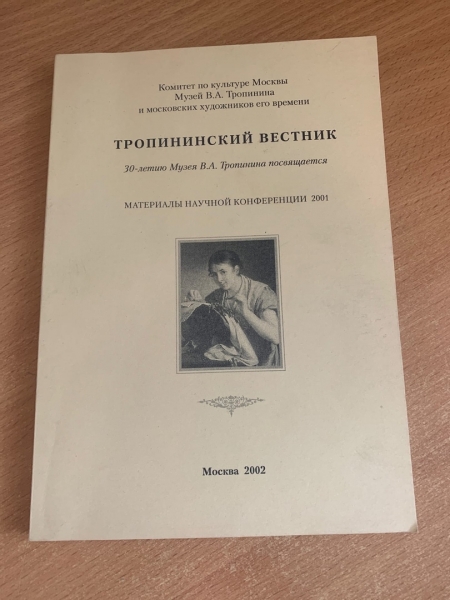 Комитет по культуре Москвы
Музей В.А. Тропинина
и московских художников его времени
ТРОПИНИНСКИЙ ВЕСТНИК
30-летию Музея В.А. Тропинина посвящается
МАТЕРИАЛЫ НАУЧНОЙ КОНФЕРЕНЦИИ 2001
Москва 2002